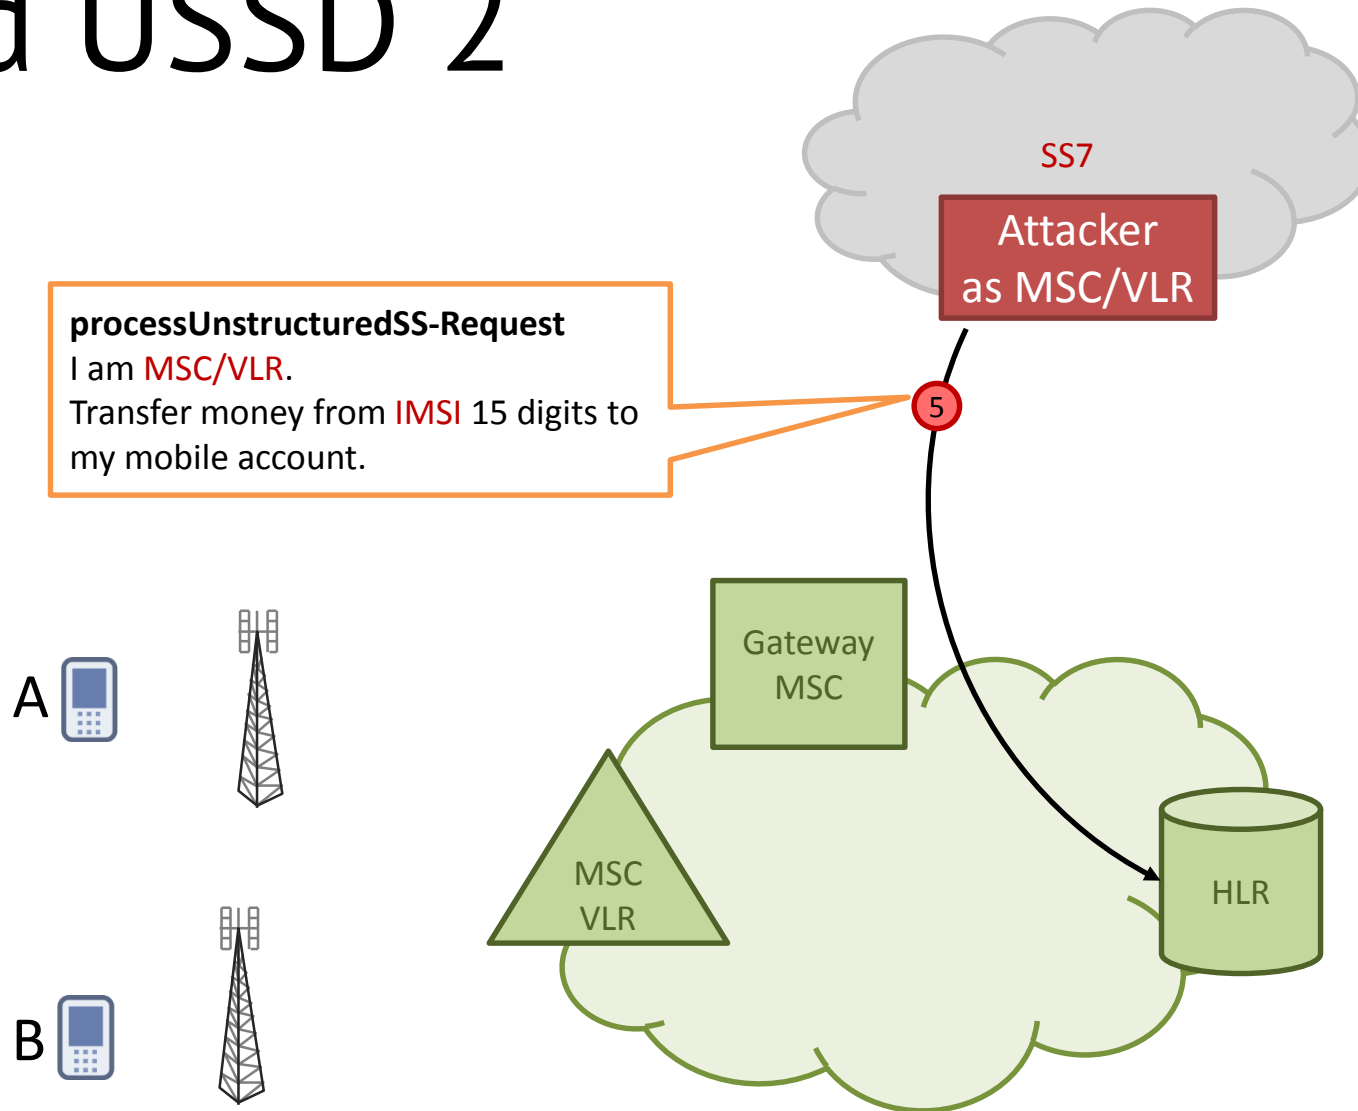 d USSD 2
SS7
Attacker
as MSC/VLR
processUnstructuredSS-Request
I am MSC/VLR.
Transfer money from IMSI 15 digits to
my mobile account.
5
Gateway
MSC
A
MSC
VLR
HLR
B